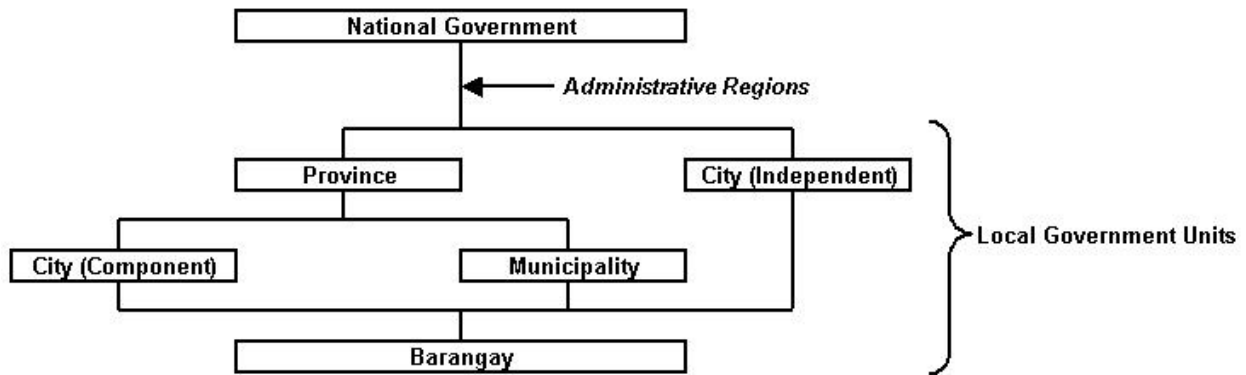 National Government
Administrative Regions
Province
City (Independent)
Local Government Units
City (Component)
Municipality
Barangay